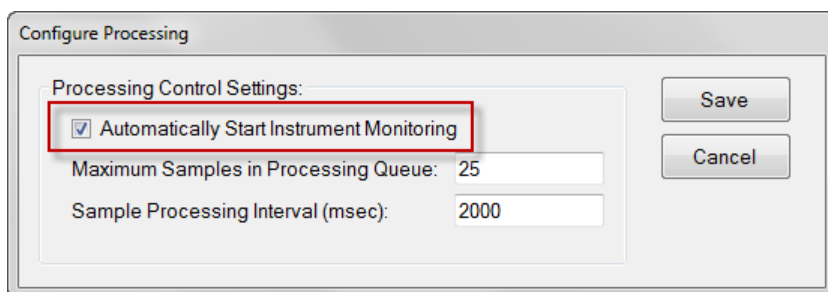 Configure Processing
Processing Control Settings:
Automatically Start Instrument Monitoring
Maximum Samples in Processing Queue: 25
Sample Processing Interval (msec): 2000
Save
Cancel